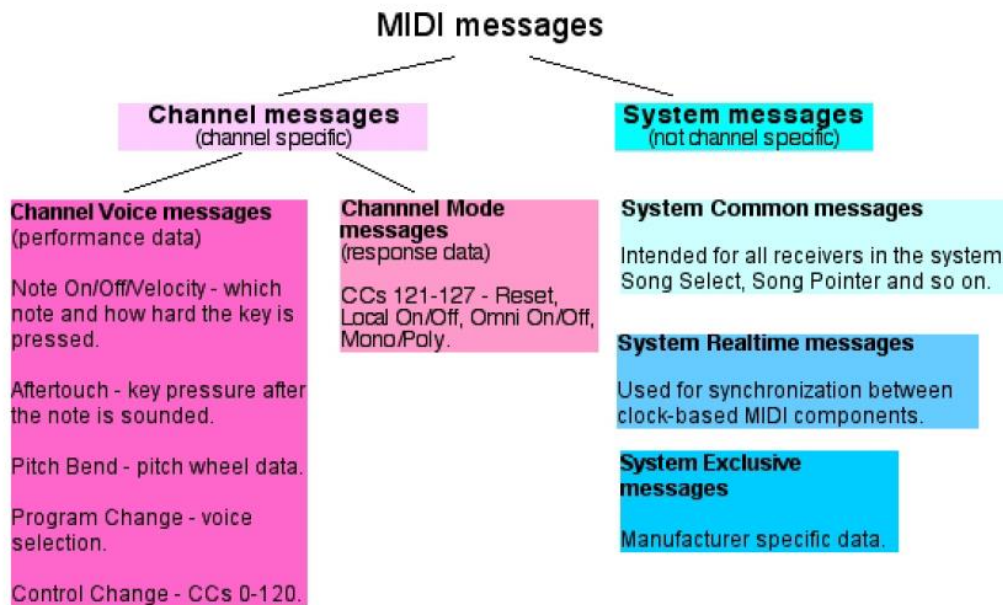 MIDI messages
Channel messages
(channel specific)
System messages
(not channel specific)
Channel Voice messages
(performance data)
Note On/Off/Velocity - which
note and how hard the key is
pressed.
Aftertouch - key pressure after
the note is sounded.
Pitch Bend - pitch wheel data.
Program Change - voice
selection.
Control Change - CCs 0-120.
Channnel Mode
messages
(response data)
CCs 121-127 - Reset,
Local On/Off, Omni On/Off,
Mono/Poly.
System Common messages
Intended for all receivers in the system
Song Select, Song Pointer and so on.
System Realtime messages
Used for synchronization between
clock-based MIDI components.
System Exclusive
messages
Manufacturer specific data.